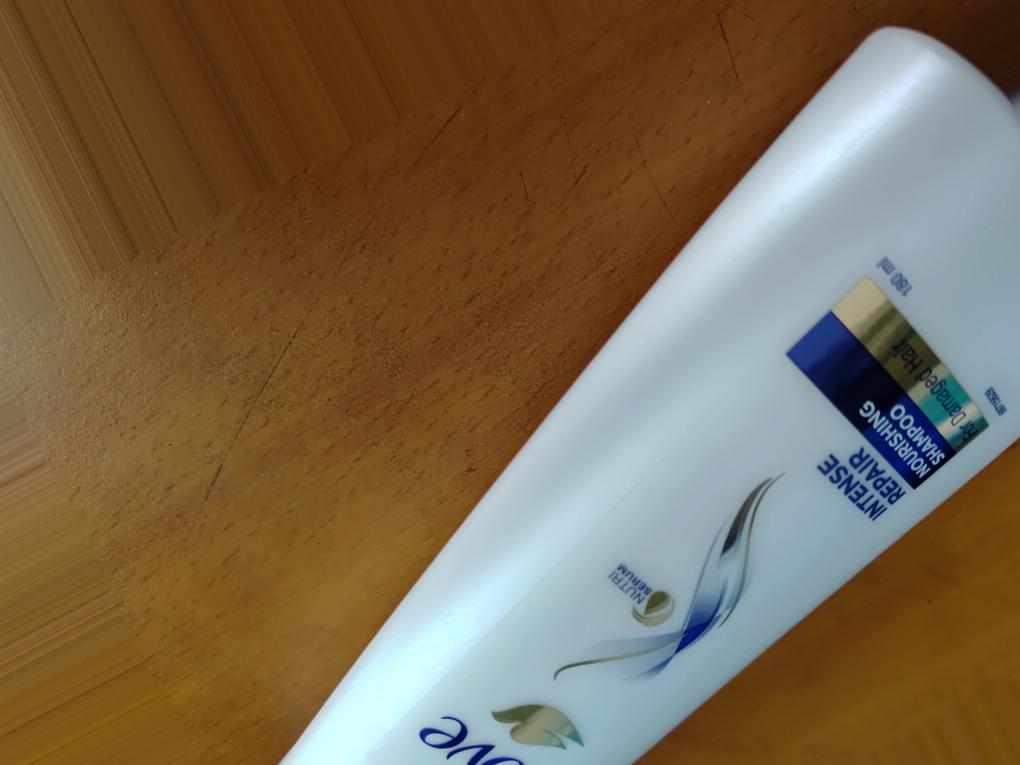 ove
NUTRI
SERUM
INTENSE
REPAIR
NOURISHING
SHAMPOO
For Damaged Hair
180 ml